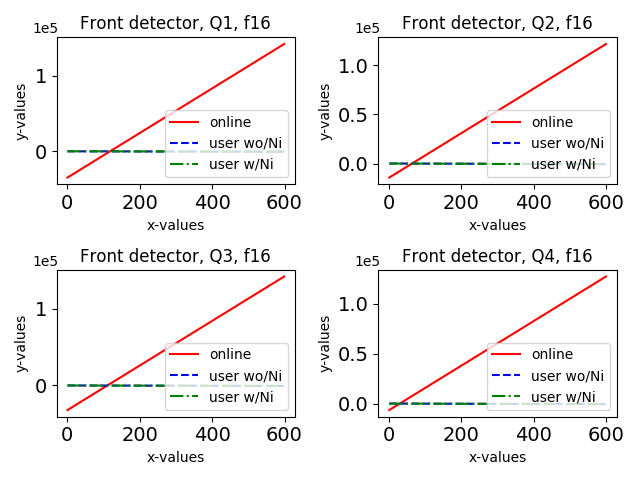 Front detector, Q1, f16
1e5
1
0
y-values
online
user wo/Ni
user w/Ni
0 200 400 600
x-values
Front detector, Q2, f16
1e5
1.0
0.5
0.0
y-values
online
user wo/Ni
user w/Ni
0 200 400 600
x-values
Front detector, Q3, f16
1e5
1
0
y-values
online
user wo/Ni
user w/Ni
0 200 400 600
x-values
Front detector, Q4, f16
1e5
1.0
0.5
0.0
y-values
online
user wo/Ni
user w/Ni
0 200 400 600
x-values